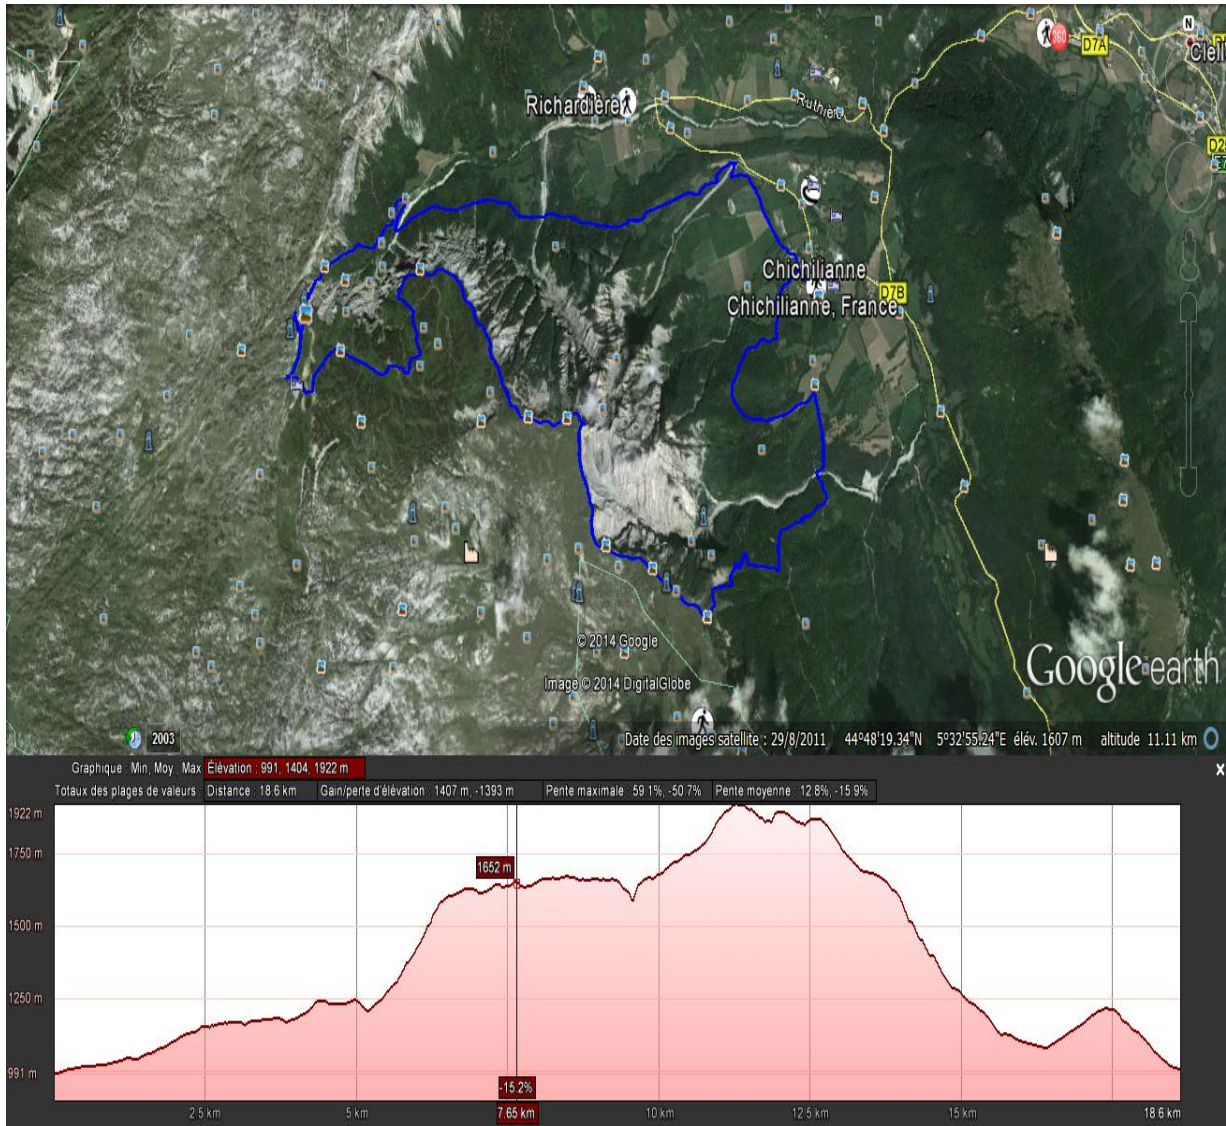 N
360
D7A
Clell
Richardière
Ruthièr
D2
E7
Chichilianne
D7B
Chichilianne, France
© 2014 Google
Google earth
Image © 2014 DigitalGlobe
2003
Date des images satellite : 29/8/2011 44°48'19.34"N 5°32'55.24"E élév. 1607 m altitude 11.11 km
Graphique : Min, Moy., Max Élévation : 991, 1404, 1922 m
X
Totaux des plages de valeurs : Distance : 18.6 km Gain/perte d'élévation : 1407 m, -1393 m Pente maximale : 59.1%, -50.7% Pente moyenne : 12.8%, -15.9%
1922 m
1750 m
1652 m
1500 m
1250 m
991 m
-15.2%
2.5 km 5 km 7.65 km 10 km 12.5 km 15 km 18.6 km